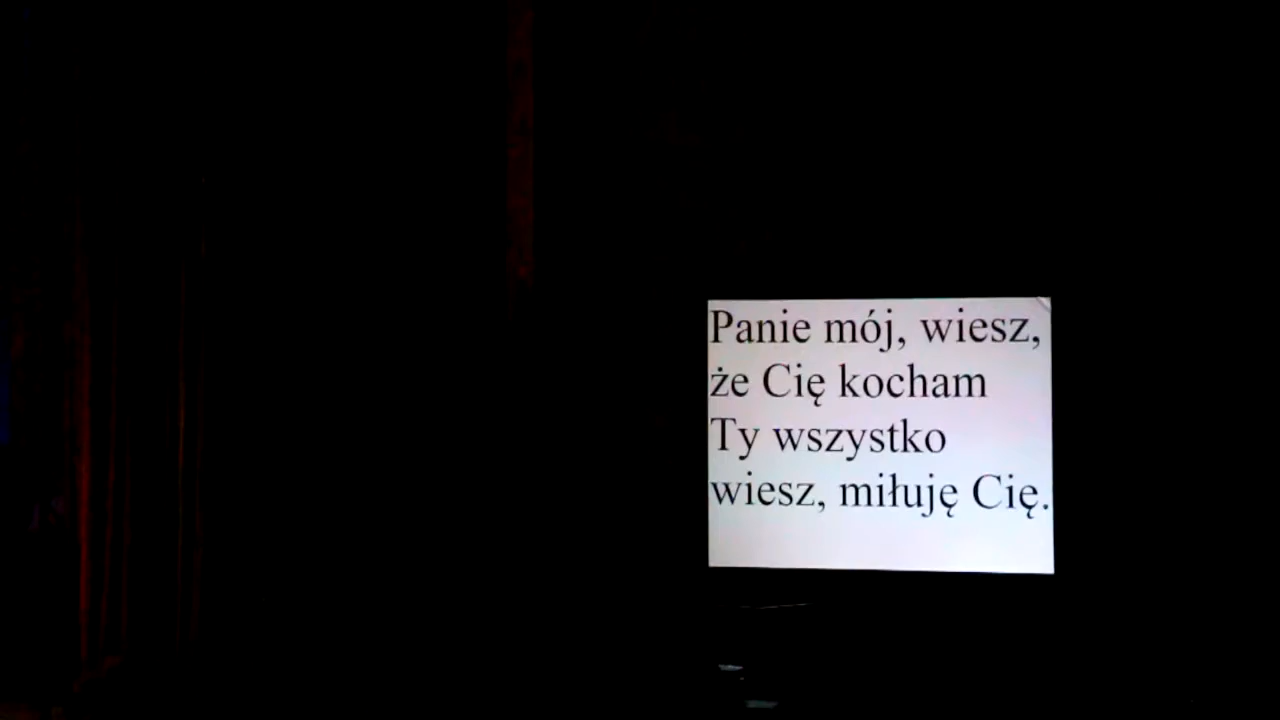 Panie mój, wiesz,
że Cię kocham
Ty wszystko
wiesz, miłuję Cię.